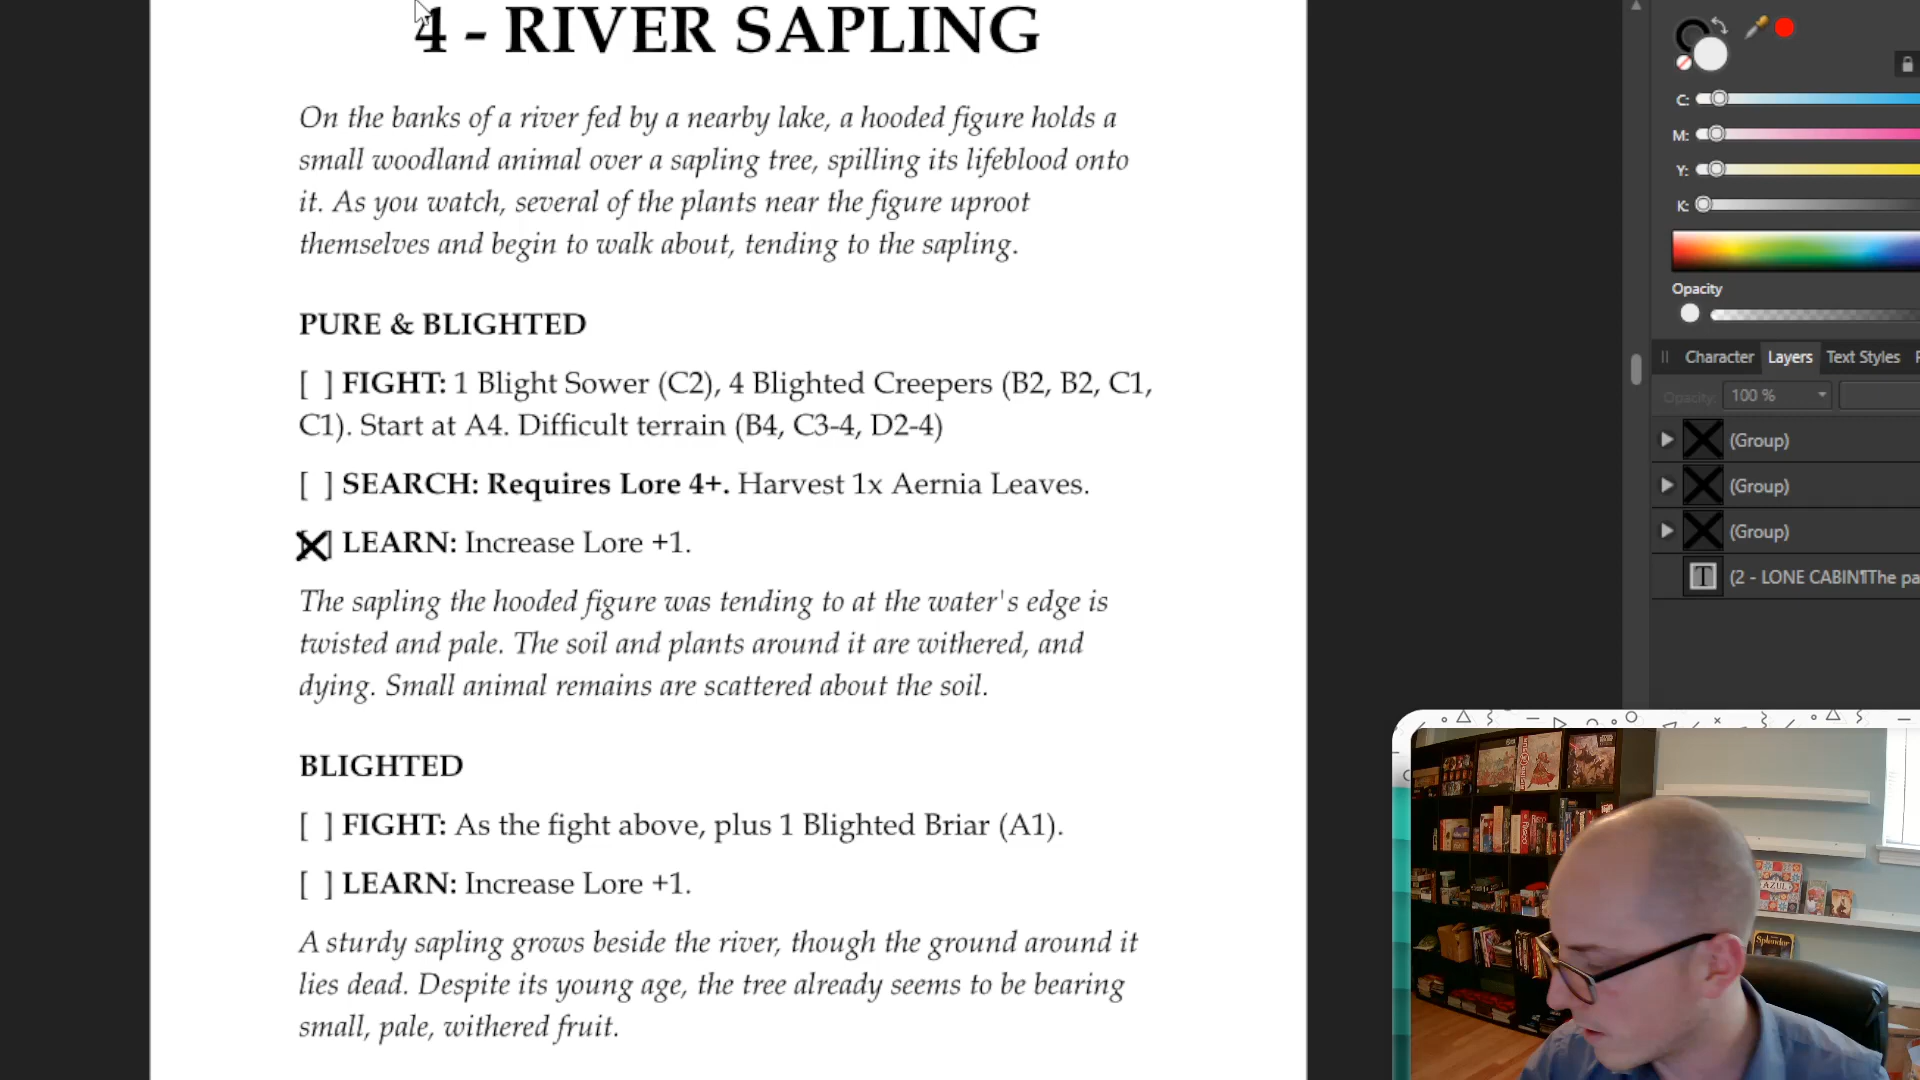 4 - RIVER SAPLING
On the banks of a river fed by a nearby lake, a hooded figure holds a
small woodland animal over a sapling tree, spilling its lifeblood onto
it. As you watch, several of the plants near the figure uproot
themselves and begin to walk about, tending to the sapling.
PURE & BLIGHTED
[ ] FIGHT: 1 Blight Sower (C2), 4 Blighted Creepers (B2, B2, C1,
C1). Start at A4. Difficult terrain (B4, C3-4, D2-4)
[ ] SEARCH: Requires Lore 4+. Harvest 1x Aernia Leaves.
[X] LEARN: Increase Lore +1.
The sapling the hooded figure was tending to at the water's edge is
twisted and pale. The soil and plants around it are withered, and
dying. Small animal remains are scattered about the soil.
BLIGHTED
[ ] FIGHT: As the fight above, plus 1 Blighted Briar (A1).
[ ] LEARN: Increase Lore +1.
A sturdy sapling grows beside the river, though the ground around it
lies dead. Despite its young age, the tree already seems to be bearing
small, pale, withered fruit.
C:
M:
Y:
K:
Opacity
Character Layers Text Styles
Opacity: 100 %
(Group)
(Group)
(Group)
T (2 - LONE CABIN¶The pa
AZUL
Splendor